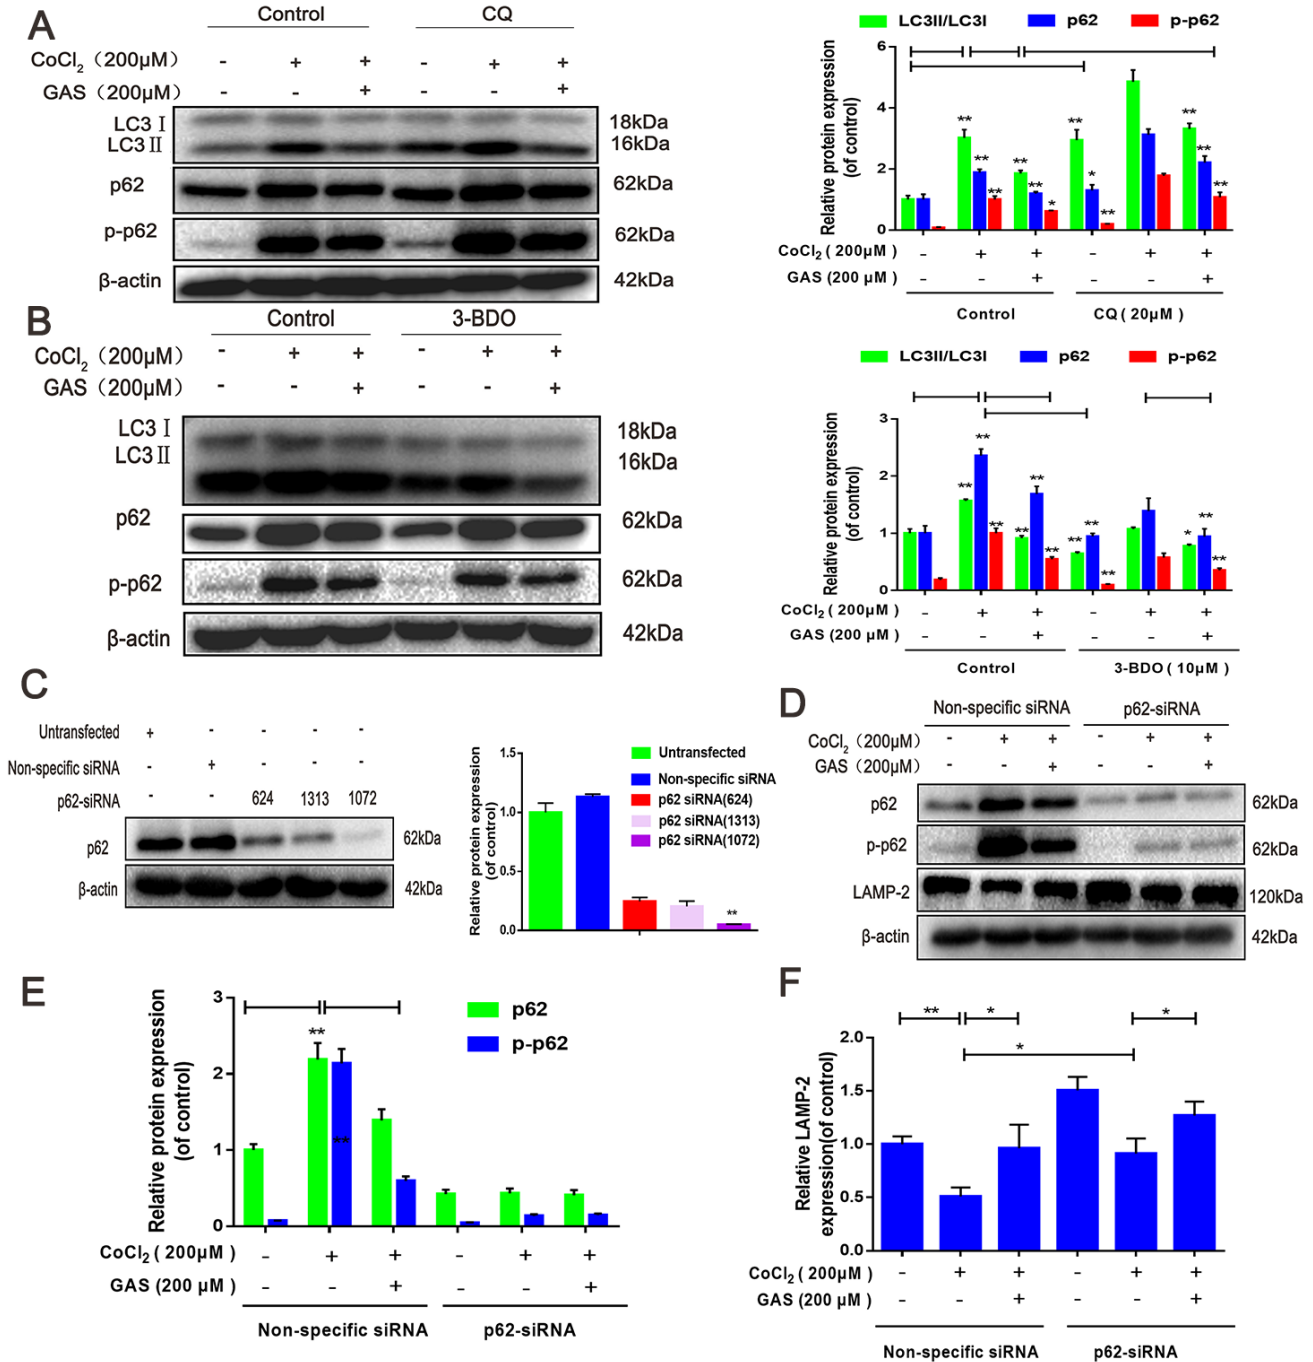 A
Control CQ
CoCl2（200μM） - + + - + +
GAS（200μM） - - + - - +
LC3Ⅰ 18kDa
LC3Ⅱ 16kDa
p62 62kDa
p-p62 62kDa
β-actin 42kDa
LC3II/LC3I p62 p-p62
Relative protein expression
(of control)
6
4
2
0
** ** ** ** ** * ** * ** ** ** **
CoCl2 ( 200μM) - + + - + +
GAS (200 μM) - - + - - +
Control CQ ( 20μM )
B
Control 3-BDO
CoCl2（200μM） - + + - + +
GAS（200μM） - - + - - +
LC3Ⅰ 18kDa
LC3Ⅱ 16kDa
p62 62kDa
p-p62 62kDa
β-actin 42kDa
LC3II/LC3I p62 p-p62
Relative protein expression
(of control)
3
2
1
0
** ** ** ** ** ** ** ** ** * ** **
CoCl2 ( 200μM) - + + - + +
GAS (200 μM) - - + - - +
Control 3-BDO ( 10μM )
C
Untransfected + - - - -
Non-specific siRNA - + - - -
p62-siRNA - - 624 1313 1072
p62 62kDa
β-actin 42kDa
Relative protein expression
(of control)
1.5
1.0
0.5
0.0
Untransfected
Non-specific siRNA
p62 siRNA(624)
p62 siRNA(1313)
p62 siRNA(1072)
**
D
Non-specific siRNA p62-siRNA
CoCl2 (200μM) - + + - + +
GAS (200μM) - - + - - +
p62 62kDa
p-p62 62kDa
LAMP-2 120kDa
β-actin 42kDa
E
Relative protein expression
(of control)
3
2
1
0
**
**
p62
p-p62
CoCl2 ( 200μM ) - + + - + +
GAS (200 μM ) - - + - - +
Non-specific siRNA p62-siRNA
F
Relative LAMP-2
expression(of control)
2.0
1.5
1.0
0.5
0.0
** * *
*
CoCl2 ( 200μM ) - + + - + +
GAS (200 μM ) - - + - - +
Non-specific siRNA p62-siRNA